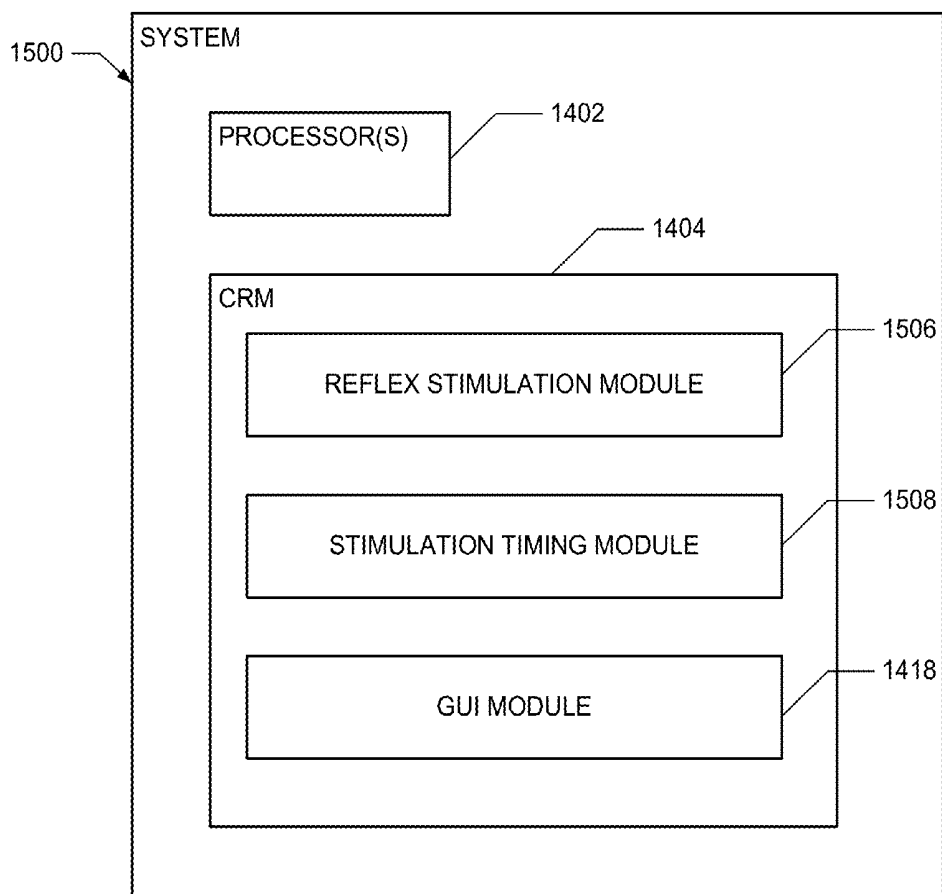 SYSTEM
1500
PROCESSOR(S)
1402
1404
CRM
1506
REFLEX STIMULATION MODULE
1508
STIMULATION TIMING MODULE
1418
GUI MODULE